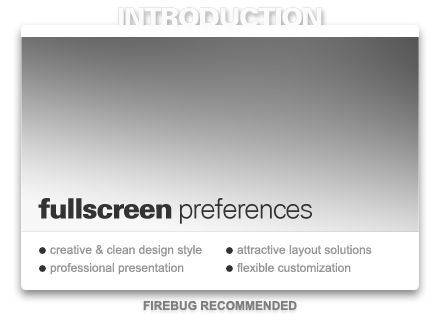 INTRODUCTION
fullscreen preferences
creative & clean design style
attractive layout solutions
professional presentation
flexible customization
FIREBUG RECOMMENDED